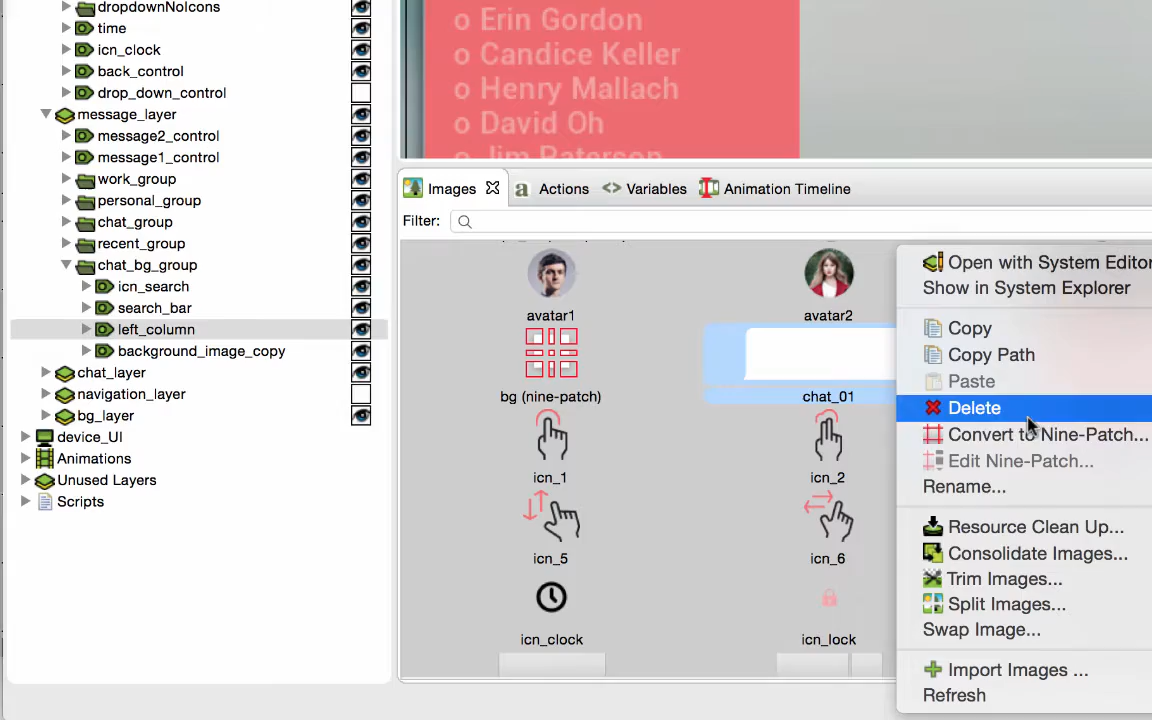 dropdownNoIcons
time
icn_clock
back_control
drop_down_control
message_layer
message2_control
message1_control
work_group
personal_group
chat_group
recent_group
chat_bg_group
icn_search
search_bar
left_column
background_image_copy
chat_layer
navigation_layer
bg_layer
device_UI
Animations
Unused Layers
Scripts
o Erin Gordon
o Candice Keller
o Henry Mallach
o David Oh
o Jim Paterson
Images
a Actions
<> Variables
Animation Timeline
Filter:
avatar1
avatar2
bg (nine-patch)
chat_01
icn_1
icn_2
icn_5
icn_6
icn_clock
icn_lock
Open with System Editor
Show in System Explorer
Copy
Copy Path
Paste
Delete
Convert to Nine-Patch...
Edit Nine-Patch...
Rename...
Resource Clean Up...
Consolidate Images...
Trim Images...
Split Images...
Swap Image...
Import Images ...
Refresh